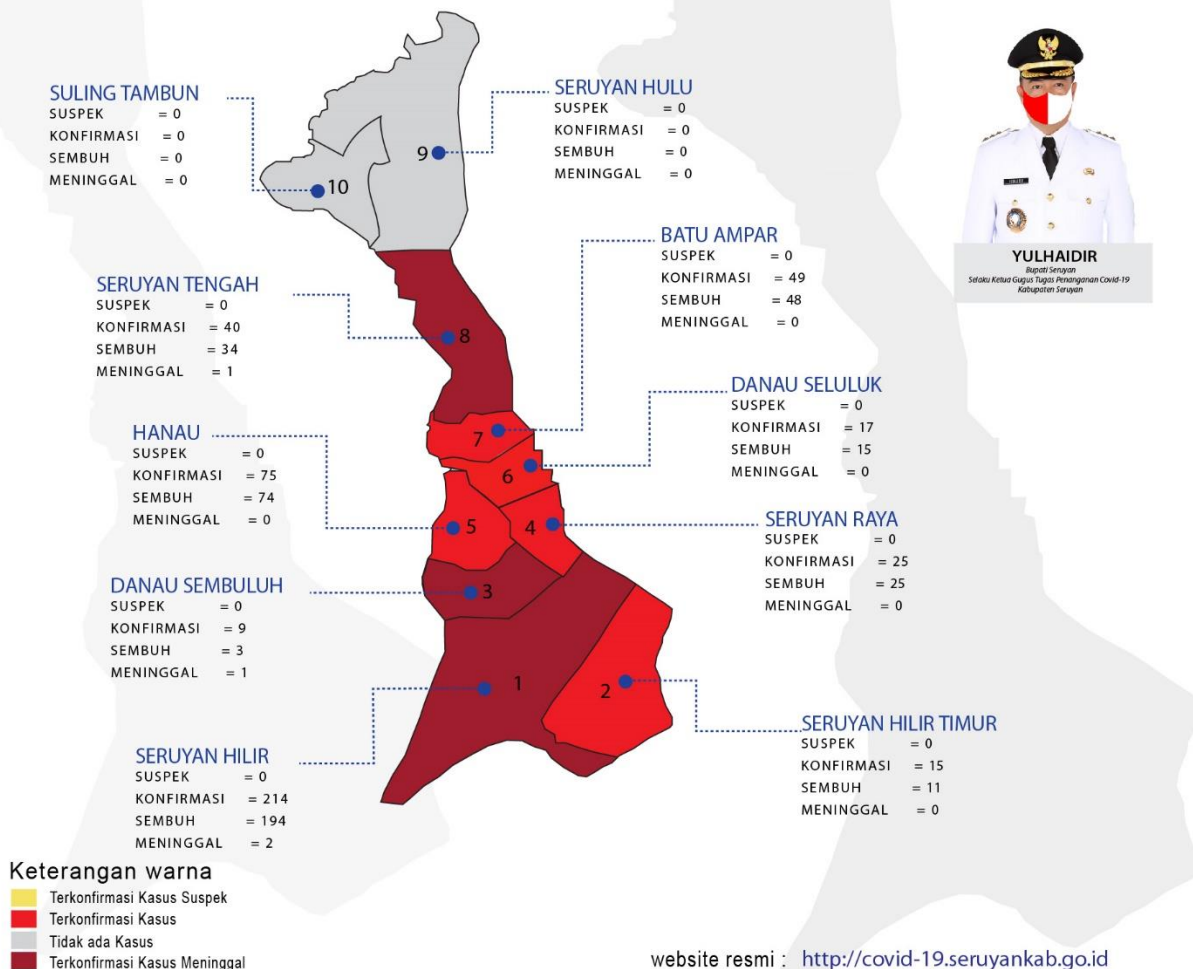 SULING TAMBUN
SUSPEK = 0
KONFIRMASI = 0
SEMBUH = 0
MENINGGAL = 0
SERUYAN HULU
SUSPEK = 0
KONFIRMASI = 0
SEMBUH = 0
MENINGGAL = 0
9
10
YULHAIDIR
Bupati Seruyan
Selaku Ketua Gugus Tugas Penanganan Covid-19
Kabupaten Seruyan
BATU AMPAR
SUSPEK = 0
KONFIRMASI = 49
SEMBUH = 48
MENINGGAL = 0
SERUYAN TENGAH
SUSPEK = 0
KONFIRMASI = 40
SEMBUH = 34
MENINGGAL = 1
8
DANAU SELULUK
SUSPEK = 0
KONFIRMASI = 17
SEMBUH = 15
MENINGGAL = 0
HANAU
SUSPEK = 0
KONFIRMASI = 75
SEMBUH = 74
MENINGGAL = 0
7
6
5
4
SERUYAN RAYA
SUSPEK = 0
KONFIRMASI = 25
SEMBUH = 25
MENINGGAL = 0
DANAU SEMBULUH
SUSPEK = 0
KONFIRMASI = 9
SEMBUH = 3
MENINGGAL = 1
3
1
2
SERUYAN HILIR TIMUR
SUSPEK = 0
KONFIRMASI = 15
SEMBUH = 11
MENINGGAL = 0
SERUYAN HILIR
SUSPEK = 0
KONFIRMASI = 214
SEMBUH = 194
MENINGGAL = 2
Keterangan warna
Terkonfirmasi Kasus Suspek
Terkonfirmasi Kasus
Tidak ada Kasus
Terkonfirmasi Kasus Meninggal
website resmi : http://covid-19.seruyankab.go.id